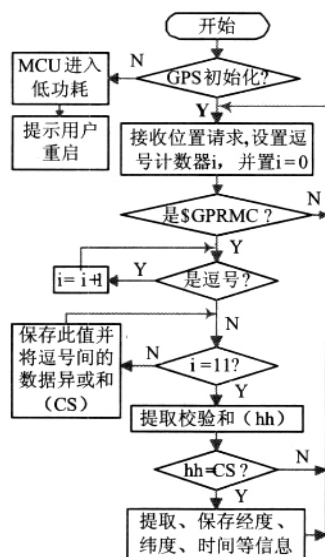 开始
N
MCU进入
低功耗
GPS初始化?
Y
提示用户
重启
接收位置请求,设置逗
号计数器i, 并置i=0
是$GPRMC?
N
Y
i= i+1
Y
是逗号?
N
保存此值并
将逗号间的
数据异或和
(CS)
N
i=11?
Y
提取校验和(hh)
hh=CS?
N
Y
提取、保存经度、
纬度、时间等信息